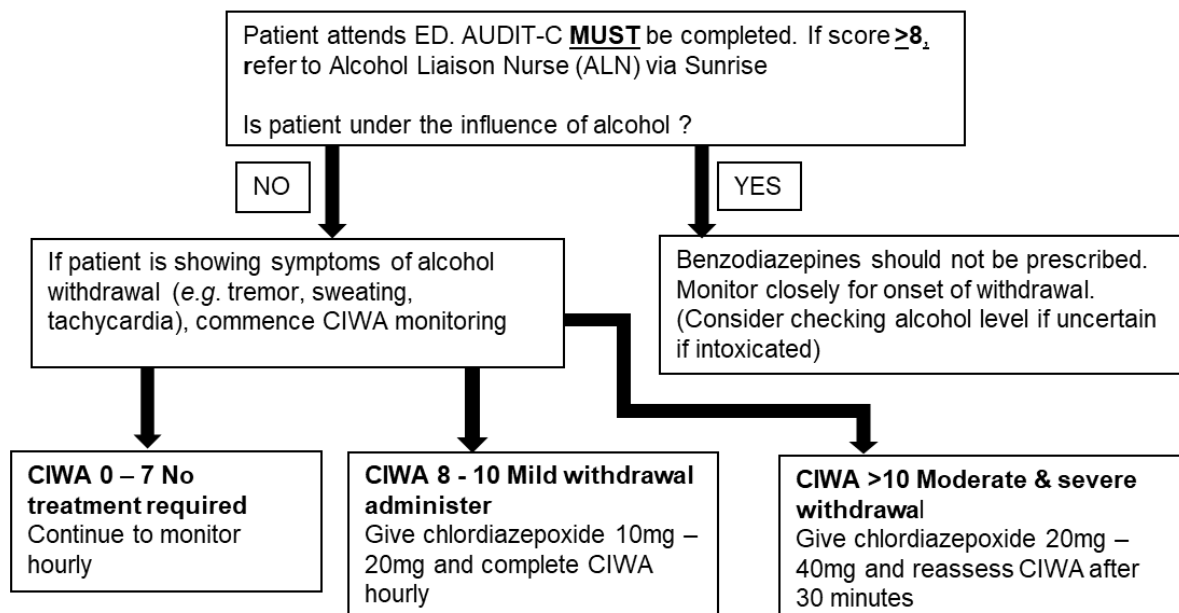 Patient attends ED. AUDIT-C MUST be completed. If score >8,
refer to Alcohol Liaison Nurse (ALN) via Sunrise
Is patient under the influence of alcohol ?
NO
YES
If patient is showing symptoms of alcohol
withdrawal (e.g. tremor, sweating,
tachycardia), commence CIWA monitoring
Benzodiazepines should not be prescribed.
Monitor closely for onset of withdrawal.
(Consider checking alcohol level if uncertain
if intoxicated)
CIWA 0 – 7 No
treatment required
Continue to monitor
hourly
CIWA 8 - 10 Mild withdrawal
administer
Give chlordiazepoxide 10mg –
20mg and complete CIWA
hourly
CIWA >10 Moderate & severe
withdrawal
Give chlordiazepoxide 20mg –
40mg and reassess CIWA after
30 minutes